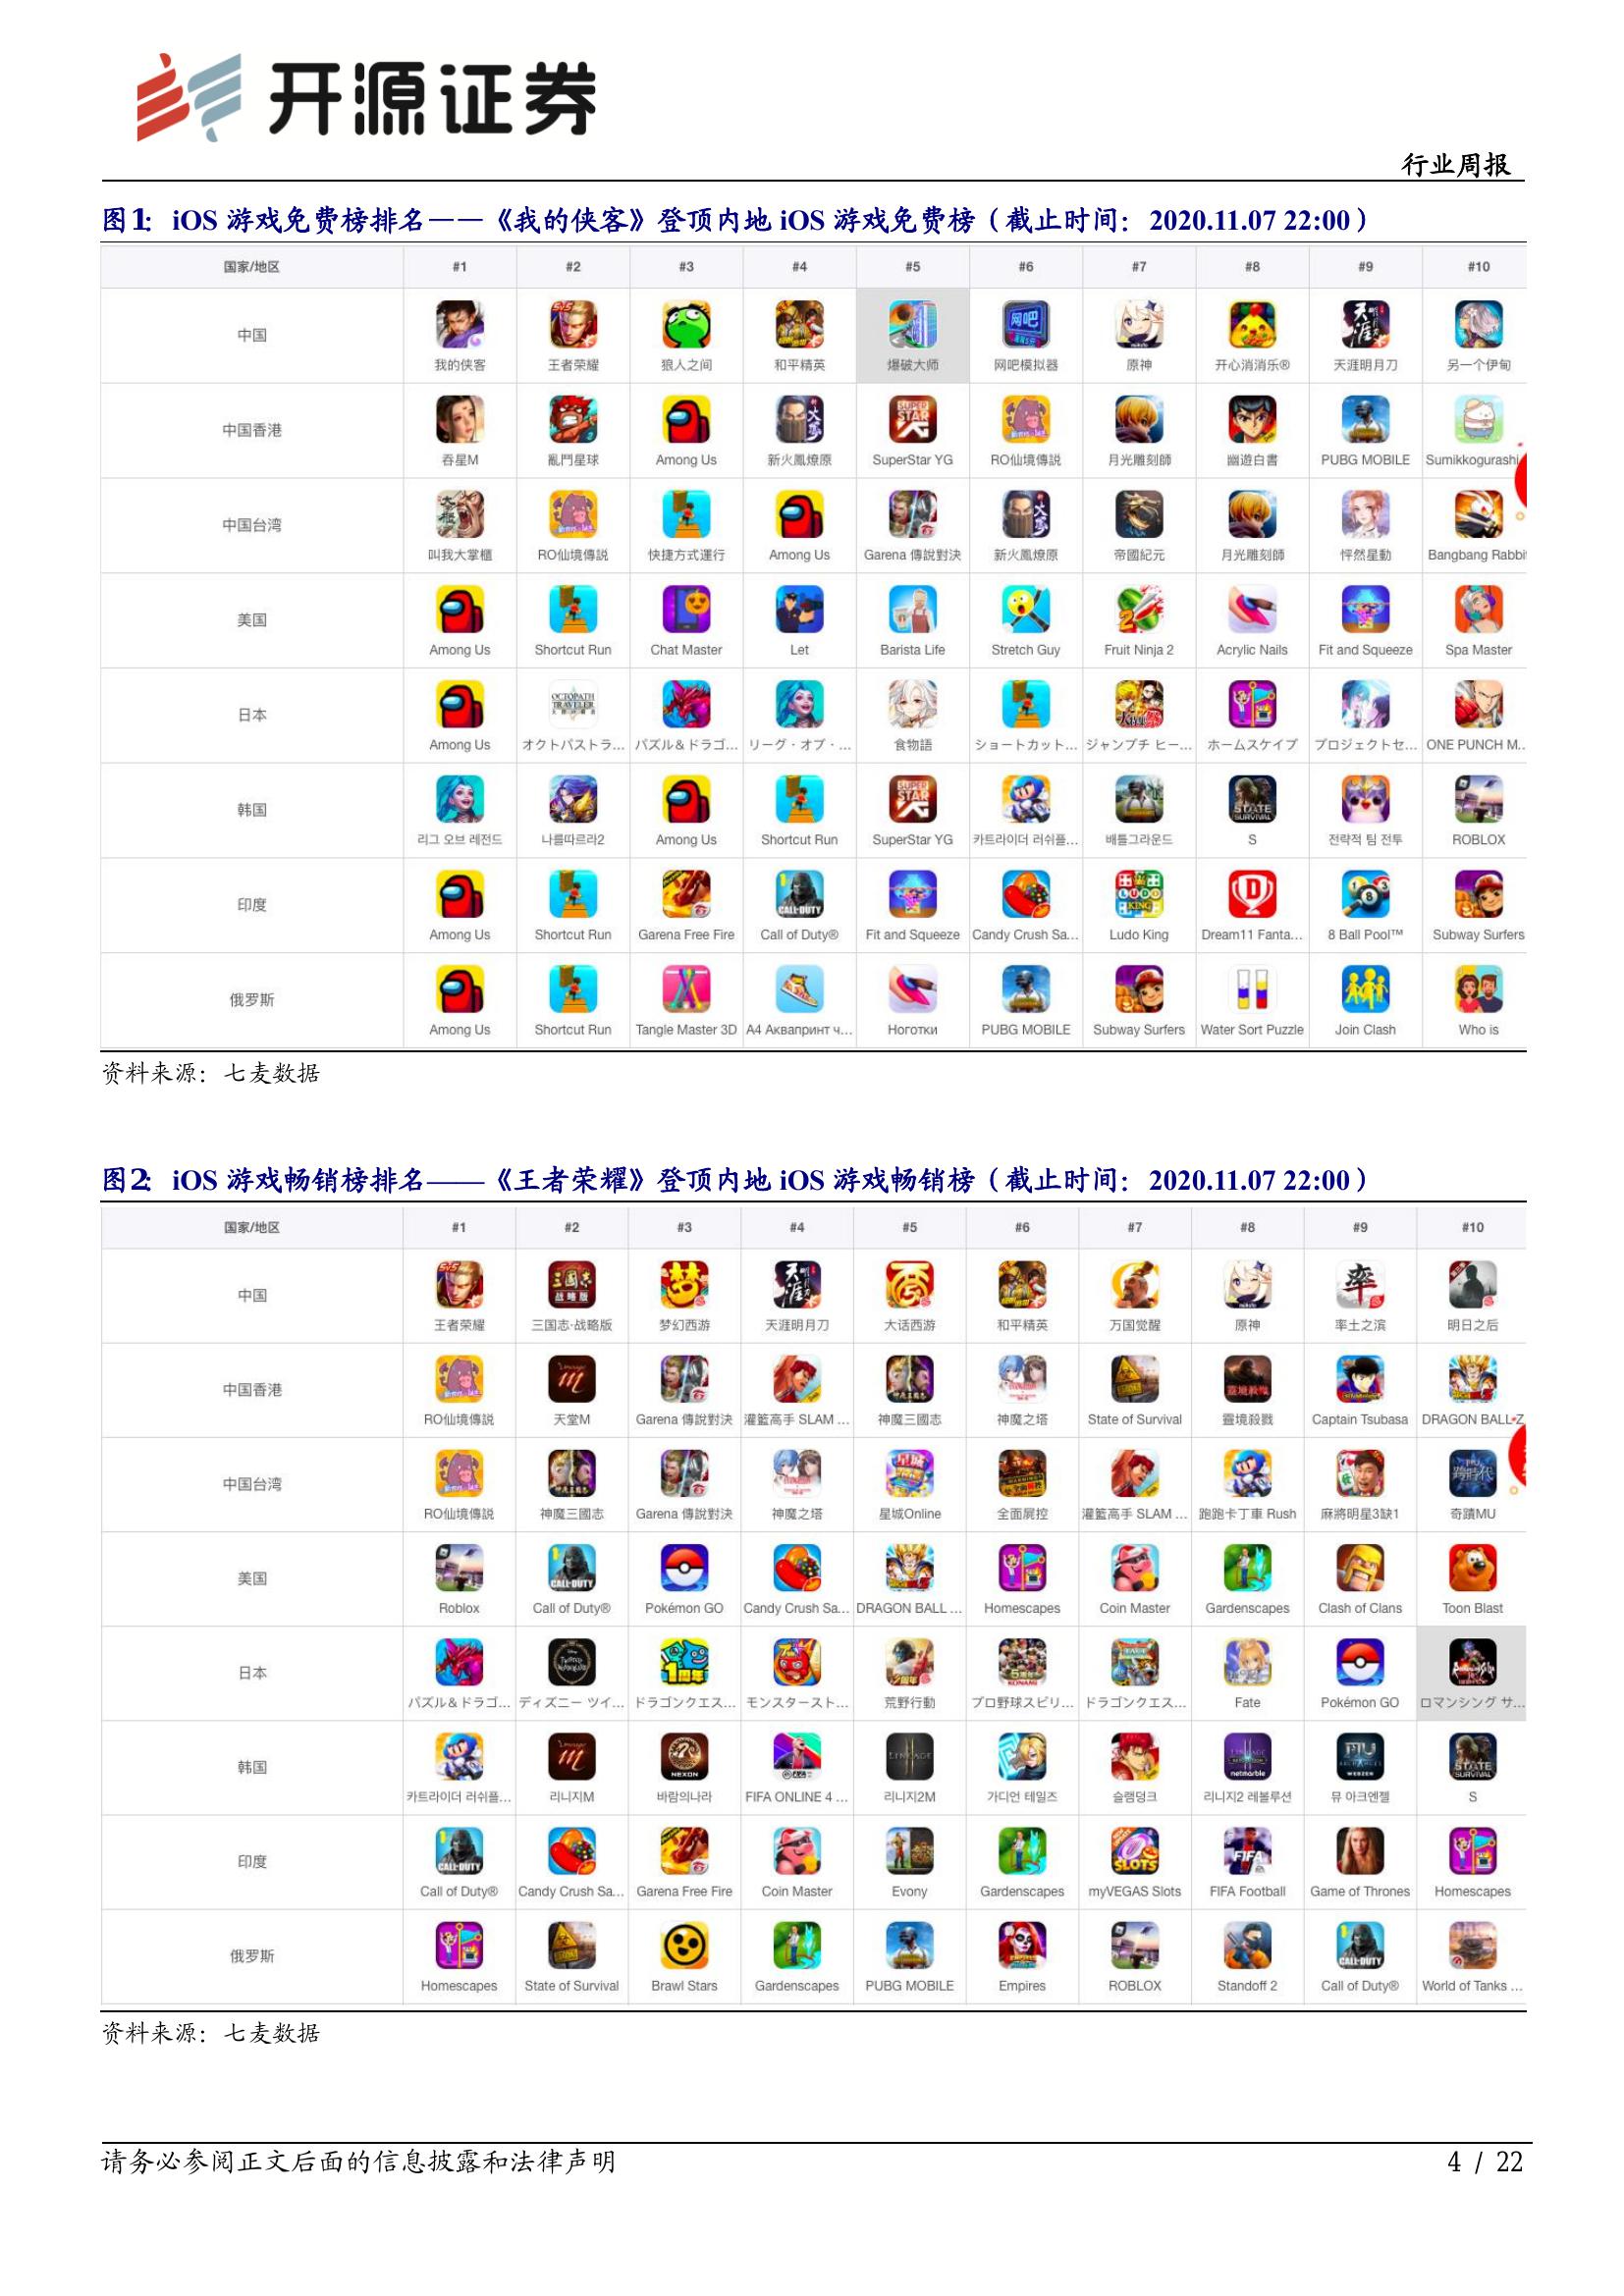 开源证券
行业周报
图1: iOS 游戏免费榜排名——《我的侠客》登顶内地 iOS 游戏免费榜（截止时间：2020.11.07 22:00）
国家/地区 #1 #2 #3 #4 #5 #6 #7 #8 #9 #10
中国 我的侠客 王者荣耀 狼人之间 和平精英 爆破大师 网吧模拟器 原神 开心消消乐® 天涯明月刀 另一个伊甸
中国香港 吞星M 亂鬥星球 Among Us 新火鳳燎原 SuperStar YG RO仙境傳説 月光雕刻師 幽遊白書 PUBG MOBILE Sumikkogurashi
中国台湾 叫我大掌櫃 RO仙境傳説 快捷方式運行 Among Us Garena 傳說對決 新火鳳燎原 帝國紀元 月光雕刻師 怦然星動 Bangbang Rabbit
美国 Among Us Shortcut Run Chat Master Let Barista Life Stretch Guy Fruit Ninja 2 Acrylic Nails Fit and Squeeze Spa Master
日本 Among Us オクトパストラ... パズル＆ドラゴ... リーグ・オブ・... 食物語 ショートカット... ジャンプチ ヒー... ホームスケイプ プロジェクトセ... ONE PUNCH M...
韩国 리그 오브 레전드 나를따르라2 Among Us Shortcut Run SuperStar YG 카트라이더 러쉬플... 배틀그라운드 S 전략적 팀 전투 ROBLOX
印度 Among Us Shortcut Run Garena Free Fire Call of Duty® Fit and Squeeze Candy Crush Sa... Ludo King Dream11 Fanta... 8 Ball Pool™ Subway Surfers
俄罗斯 Among Us Shortcut Run Tangle Master 3D А4 Аквапринт ч... Ноготки PUBG MOBILE Subway Surfers Water Sort Puzzle Join Clash Who is
资料来源：七麦数据
图2: iOS 游戏畅销榜排名——《王者荣耀》登顶内地 iOS 游戏畅销榜（截止时间：2020.11.07 22:00）
国家/地区 #1 #2 #3 #4 #5 #6 #7 #8 #9 #10
中国 王者荣耀 三国志·战略版 梦幻西游 天涯明月刀 大话西游 和平精英 万国觉醒 原神 率土之滨 明日之后
中国香港 RO仙境傳説 天堂M Garena 傳說對決 灌籃高手 SLAM ... 神魔三國志 神魔之塔 State of Survival 靈境殺戮 Captain Tsubasa DRAGON BALL Z
中国台湾 RO仙境傳説 神魔三國志 Garena 傳說對決 神魔之塔 星城Online 全面屍控 灌籃高手 SLAM ... 跑跑卡丁車 Rush 麻將明星3缺1 奇蹟MU
美国 Roblox Call of Duty® Pokémon GO Candy Crush Sa... DRAGON BALL ... Homescapes Coin Master Gardenscapes Clash of Clans Toon Blast
日本 パズル＆ドラゴ... ディズニー ツイ... ドラゴンクエス... モンスタースト... 荒野行動 プロ野球スピリ... ドラゴンクエス... Fate Pokémon GO ロマンシング サ...
韩国 카트라이더 러쉬플... 리니지M 바람의나라 FIFA ONLINE 4 ... 리니지2M 가디언 테일즈 슬램덩크 리니지2 레볼루션 뮤 아크엔젤 S
印度 Call of Duty® Candy Crush Sa... Garena Free Fire Coin Master Evony Gardenscapes myVEGAS Slots FIFA Football Game of Thrones Homescapes
俄罗斯 Homescapes State of Survival Brawl Stars Gardenscapes PUBG MOBILE Empires ROBLOX Standoff 2 Call of Duty® World of Tanks ...
资料来源：七麦数据
请务必参阅正文后面的信息披露和法律声明 4 / 22